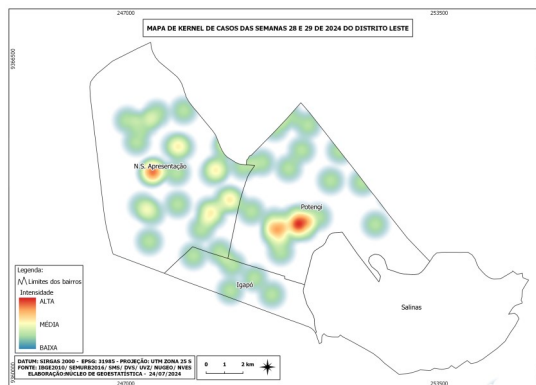 247000
253500
MAPA DE KERNEL DE CASOS DAS SEMANAS 28 E 29 DE 2024 DO DISTRITO LESTE
9366500
N.S. Apresentação
Potengi
Igapó
Salinas
Legenda:
Limites dos bairros
Intensidade
ALTA
MÉDIA
BAIXA
DATUM: SIRGAS 2000 - EPSG: 31985 - PROJEÇÃO: UTM ZONA 25 S
FONTE: IBGE2010/ SEMURB2016/ SMS/ DVS/ UVZ/ NUGEO/ NVES
ELABORAÇÃO:NÚCLEO DE GEOESTATÍSTICA - 24/07/2024
0 1 2 km
9360000
247000
253500